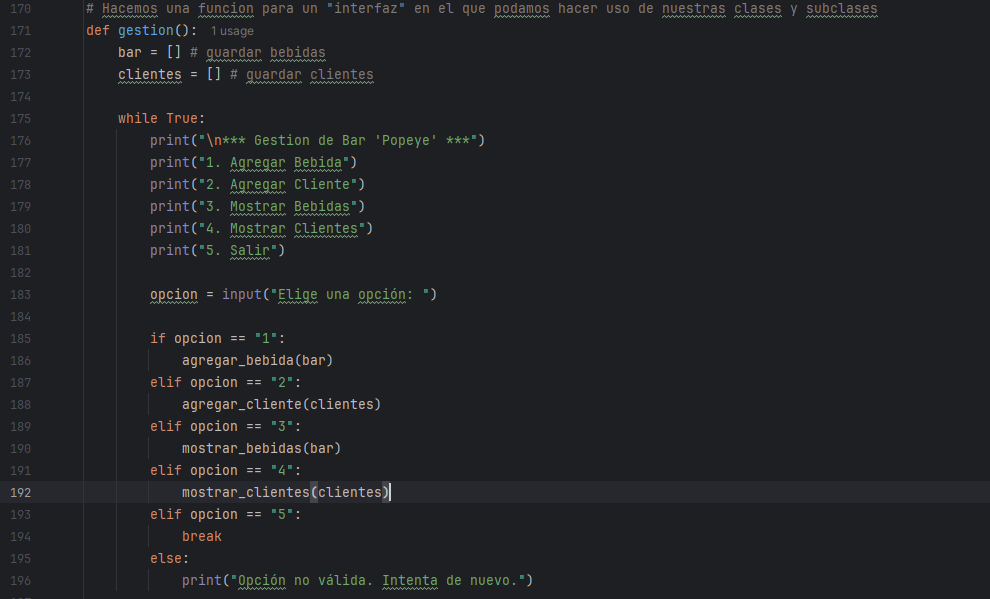 170 # Hacemos una funcion para un "interfaz" en el que podamos hacer uso de nuestras clases y subclases
171 def gestion(): 1 usage
172 bar = [] # guardar bebidas
173 clientes = [] # guardar clientes
174
175 while True:
176 print("\n*** Gestion de Bar 'Popeye' ***")
177 print("1. Agregar Bebida")
178 print("2. Agregar Cliente")
179 print("3. Mostrar Bebidas")
180 print("4. Mostrar Clientes")
181 print("5. Salir")
182
183 opcion = input("Elige una opción: ")
184
185 if opcion == "1":
186 agregar_bebida(bar)
187 elif opcion == "2":
188 agregar_cliente(clientes)
189 elif opcion == "3":
190 mostrar_bebidas(bar)
191 elif opcion == "4":
192 mostrar_clientes(clientes)
193 elif opcion == "5":
194 break
195 else:
196 print("Opción no válida. Intenta de nuevo.")